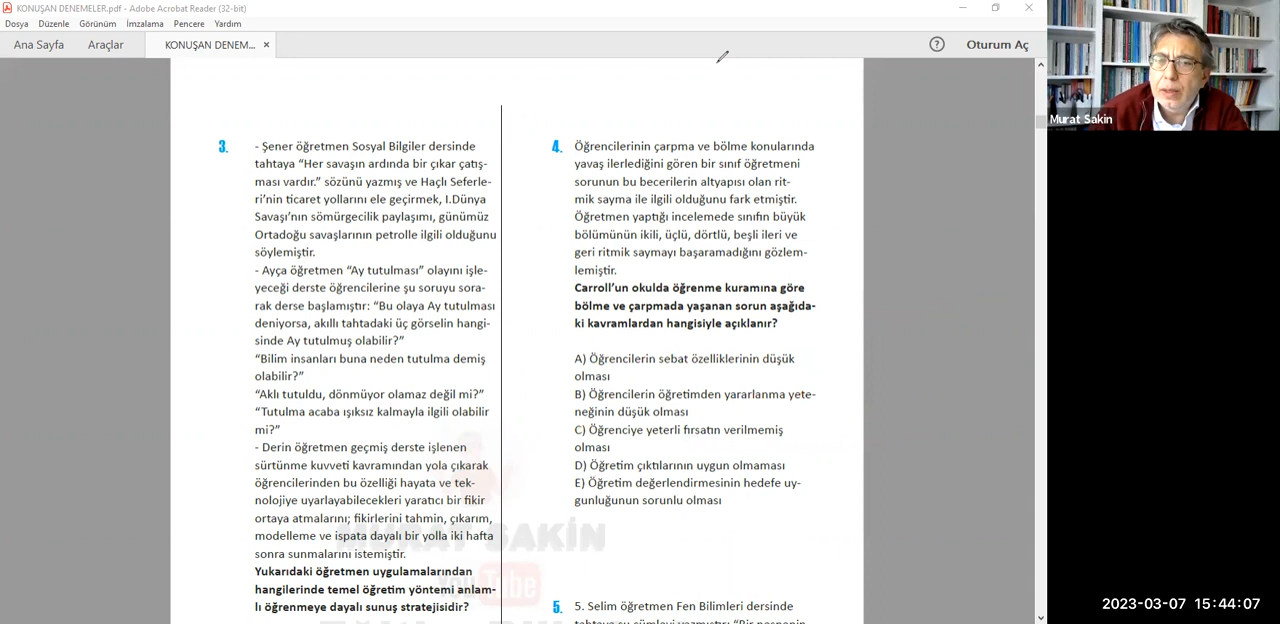 KONUŞAN DENEMELER.pdf - Adobe Acrobat Reader (32-bit)
Dosya Düzenle Görünüm İmzalama Pencere Yardım
Ana Sayfa Araçlar KONUŞAN DENEM... × Oturum Aç
Murat Sakin
3.
- Şener öğretmen Sosyal Bilgiler dersinde
tahtaya “Her savaşın ardında bir çıkar çatış-
ması vardır.” sözünü yazmış ve Haçlı Seferle-
ri’nin ticaret yollarını ele geçirmek, I.Dünya
Savaşı’nın sömürgecilik paylaşımı, günümüz
Ortadoğu savaşlarının petrolle ilgili olduğunu
söylemiştir.
- Ayça öğretmen “Ay tutulması” olayını işle-
yeceği derste öğrencilerine şu soruyu sora-
rak derse başlamıştır: “Bu olaya Ay tutulması
deniyorsa, akıllı tahtadaki üç görselin hangi-
sinde Ay tutulmuş olabilir?”
“Bilim insanları buna neden tutulma demiş
olabilir?”
“Aklı tutuldu, dönmüyor olamaz değil mi?”
“Tutulma acaba ışıksız kalmayla ilgili olabilir
mi?”
- Derin öğretmen geçmiş derste işlenen
sürtünme kuvveti kavramından yola çıkarak
öğrencilerinden bu özelliği hayata ve tek-
nolojiye uyarlayabilecekleri yaratıcı bir fikir
ortaya atmalarını; fikirlerini tahmin, çıkarım,
modelleme ve ispata dayalı bir yolla iki hafta
sonra sunmalarını istemiştir.
Yukarıdaki öğretmen uygulamalarından
hangilerinde temel öğretim yöntemi anlam-
lı öğrenmeye dayalı sunuş stratejisidir?
4.
Öğrencilerinin çarpma ve bölme konularında
yavaş ilerlediğini gören bir sınıf öğretmeni
sorunun bu becerilerin altyapısı olan rit-
mik sayma ile ilgili olduğunu fark etmiştir.
Öğretmen yaptığı incelemede sınıfın büyük
bölümünün ikili, üçlü, dörtlü, beşli ileri ve
geri ritmik saymayı başaramadığını gözlem-
lemiştir.
Carroll’un okulda öğrenme kuramına göre
bölme ve çarpmada yaşanan sorun aşağıda-
ki kavramlardan hangisiyle açıklanır?
A) Öğrencilerin sebat özelliklerinin düşük
olması
B) Öğrencilerin öğretimden yararlanma yete-
neğinin düşük olması
C) Öğrenciye yeterli fırsatın verilmemiş
olması
D) Öğretim çıktılarının uygun olmaması
E) Öğretim değerlendirmesinin hedefe uy-
gunluğunun sorunlu olması
MURAT SAKİN
YouTube
5.
5. Selim öğretmen Fen Bilimleri dersinde
tahtaya şu cümleyi yazmıştır: “Bir nesnenin
2023-03-07 15:44:07